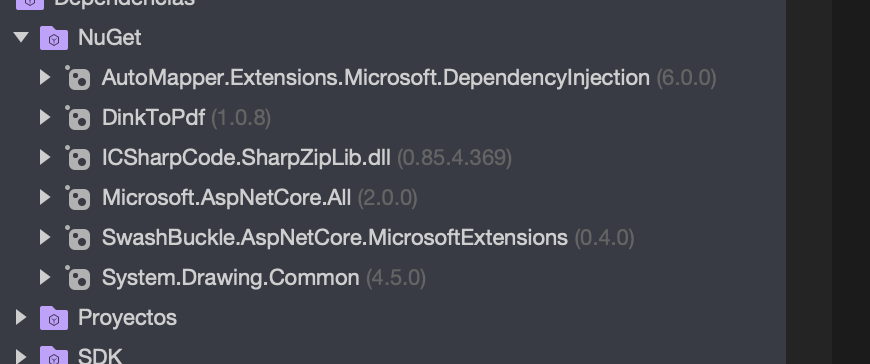 Dependencias
NuGet
AutoMapper.Extensions.Microsoft.DependencyInjection (6.0.0)
DinkToPdf (1.0.8)
ICSharpCode.SharpZipLib.dll (0.85.4.369)
Microsoft.AspNetCore.All (2.0.0)
SwashBuckle.AspNetCore.MicrosoftExtensions (0.4.0)
System.Drawing.Common (4.5.0)
Proyectos
SDK